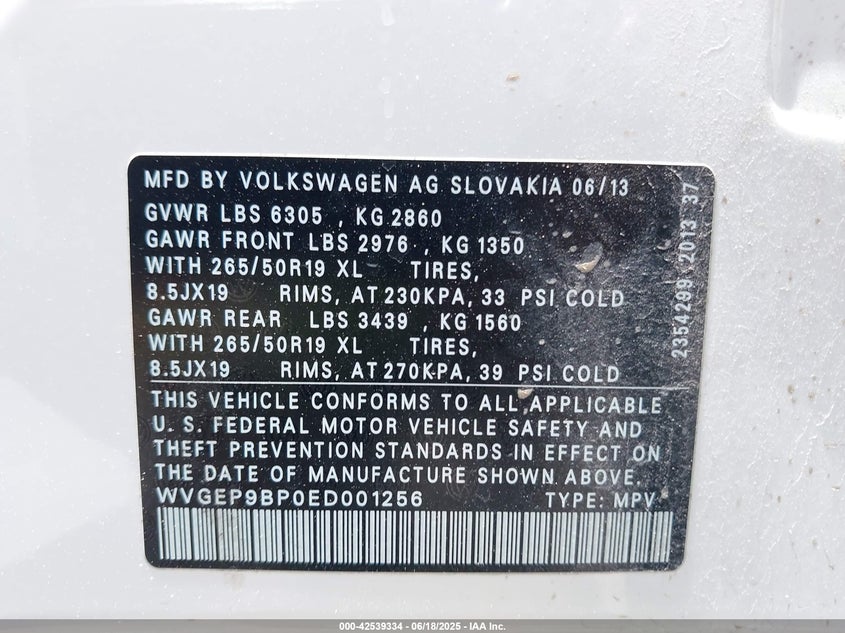 MFD BY VOLKSWAGEN AG SLOVAKIA 06/13
GVWR LBS 6305 , KG 2860
GAWR FRONT LBS 2976 , KG 1350
WITH 265/50R19 XL TIRES,
8.5JX19 RIMS, AT 230KPA, 33 PSI COLD
GAWR REAR LBS 3439 , KG 1560
WITH 265/50R19 XL TIRES,
8.5JX19 RIMS, AT 270KPA, 39 PSI COLD
THIS VEHICLE CONFORMS TO ALL APPLICABLE
U. S. FEDERAL MOTOR VEHICLE SAFETY AND
THEFT PREVENTION STANDARDS IN EFFECT ON
THE DATE OF MANUFACTURE SHOWN ABOVE.
WVGEP9BP0ED001256 TYPE: MPV
2354299 2013 37
000-42539334 - 06/18/2025 - IAA Inc.